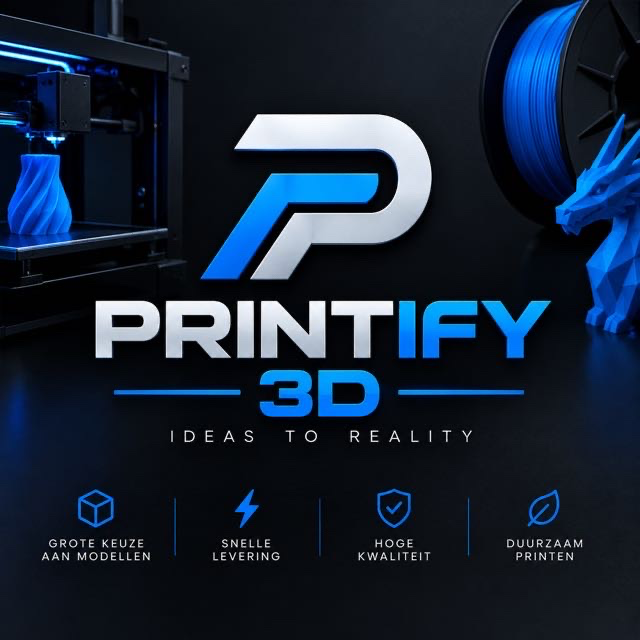 PRINTIFY
3D
IDEAS TO REALITY
GROTE KEUZE
AAN MODELLEN
SNELLE
LEVERING
HOGE
KWALITEIT
DUURZAAM
PRINTEN